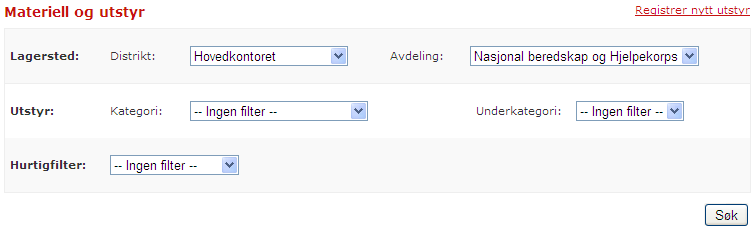 Materiell og utstyr Registrer nytt utstyr
Lagersted: Distrikt: Hovedkontoret Avdeling: Nasjonal beredskap og Hjelpekorps
Utstyr: Kategori: -- Ingen filter -- Underkategori: -- Ingen filter --
Hurtigfilter: -- Ingen filter --
Søk